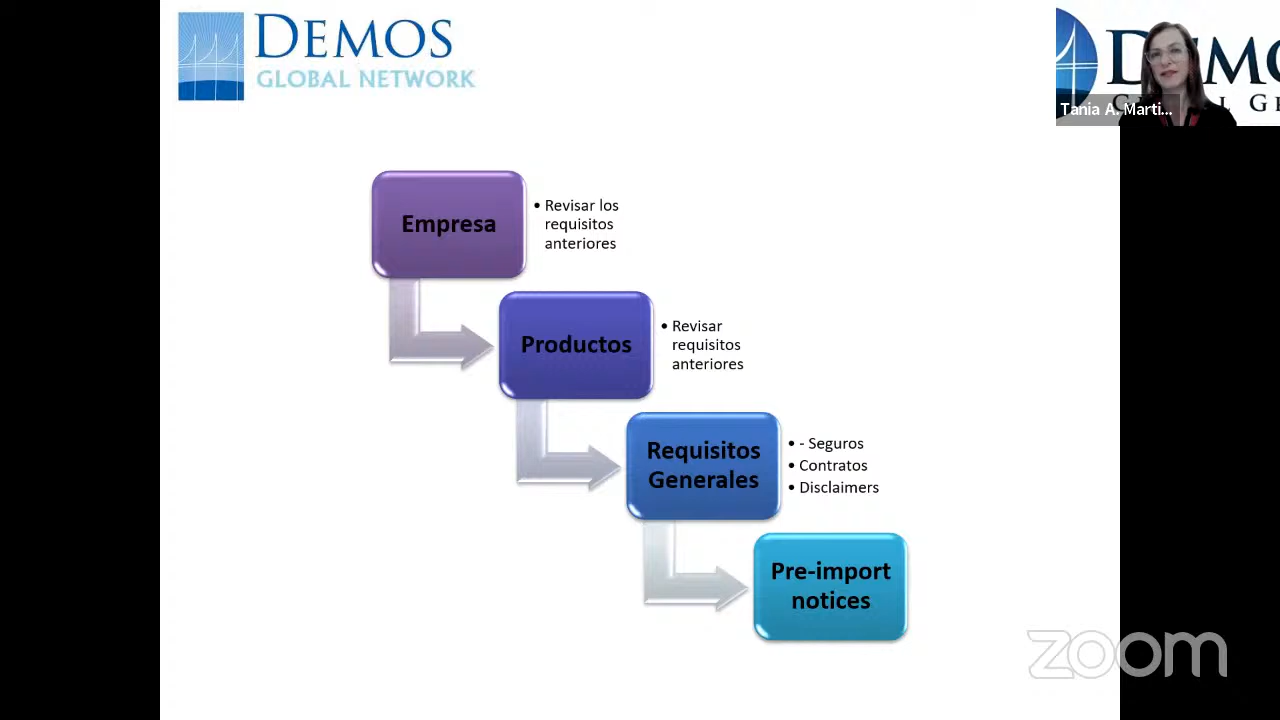 DEMOS
GLOBAL NETWORK
Tania A. Marti...
Empresa
• Revisar los
requisitos
anteriores
Productos
• Revisar
requisitos
anteriores
Requisitos
Generales
• - Seguros
• Contratos
• Disclaimers
Pre-import
notices
zoom